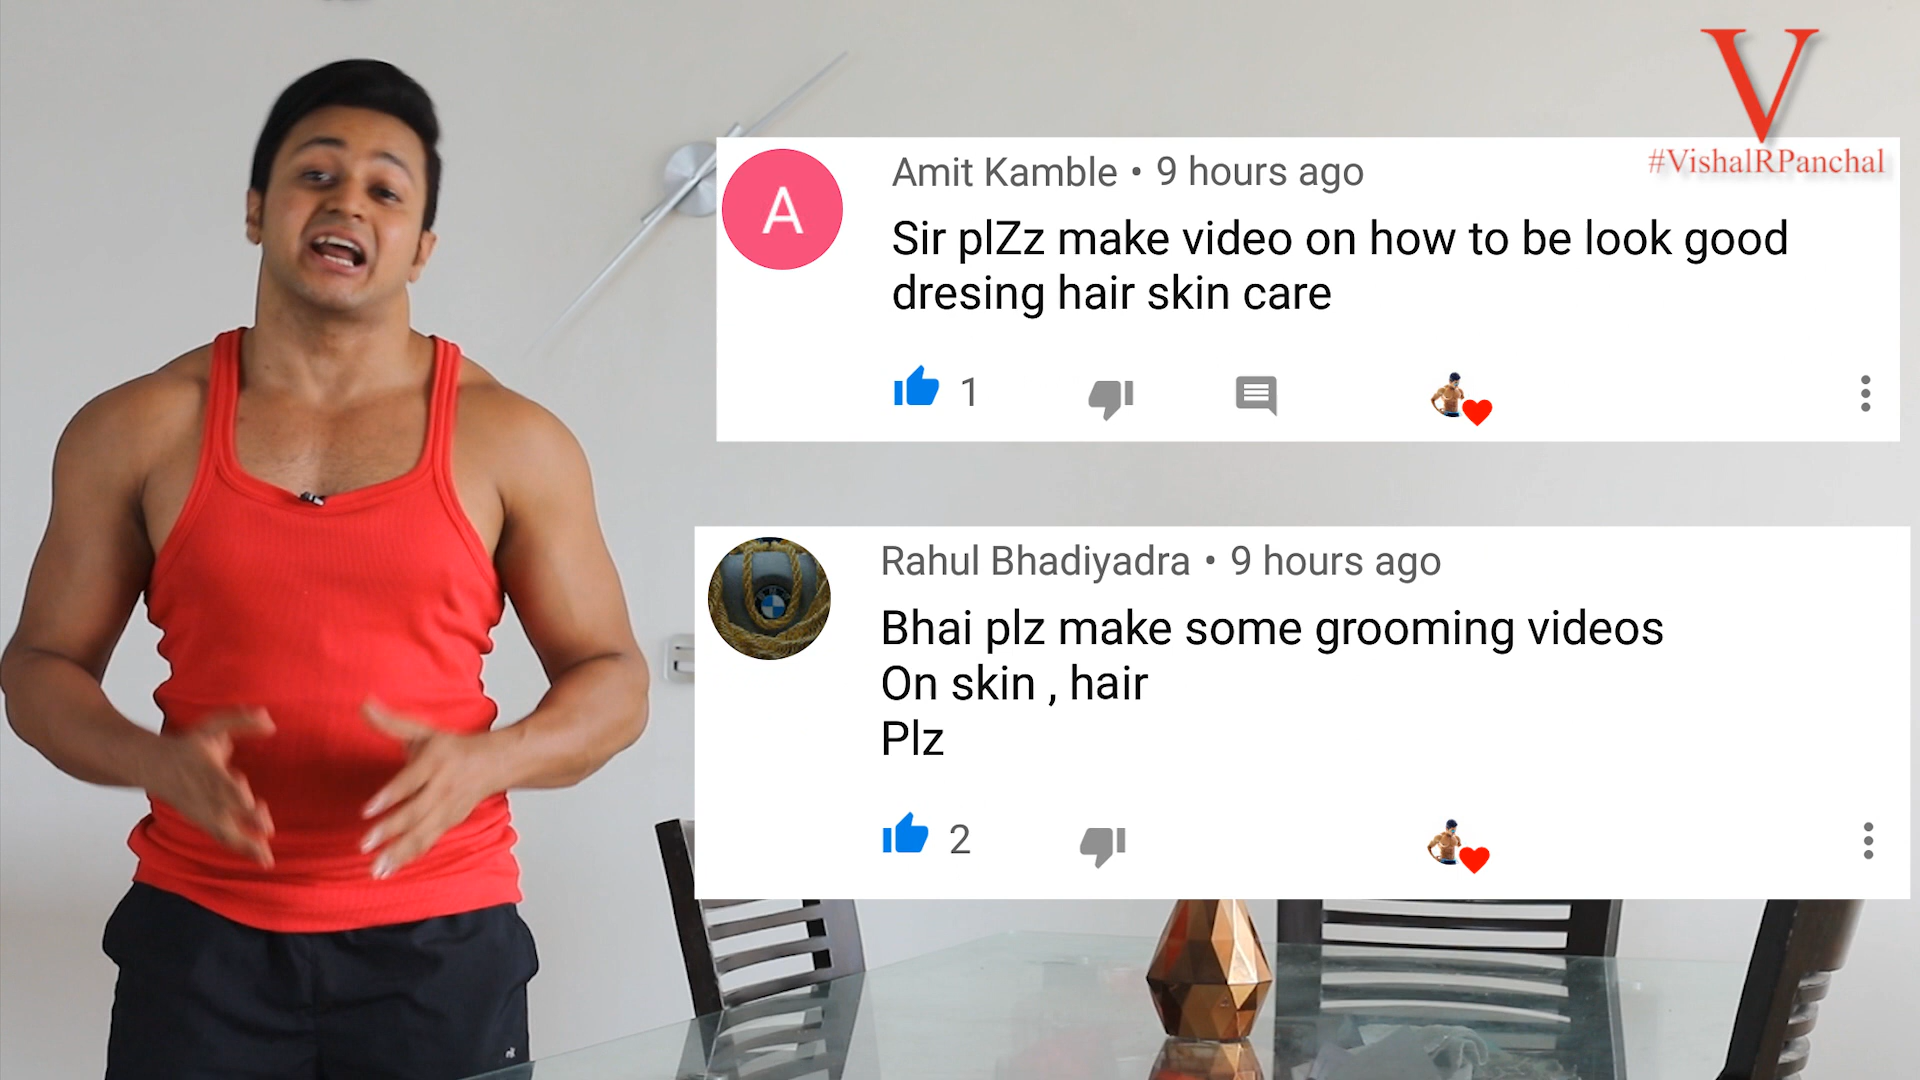 V
#VishalRPanchal
A
Amit Kamble • 9 hours ago
Sir plZz make video on how to be look good
dresing hair skin care
1
Rahul Bhadiyadra • 9 hours ago
Bhai plz make some grooming videos
On skin , hair
Plz
2